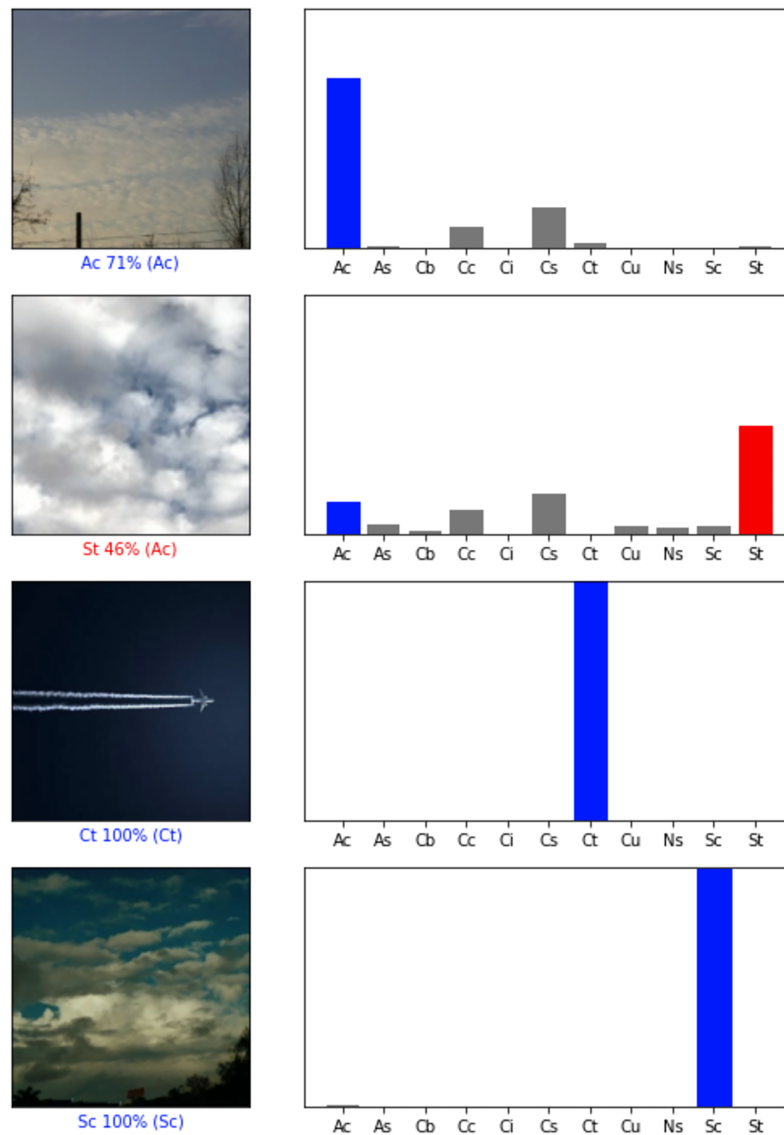 Ac 71% (Ac)
Ac As Cb Cc Ci Cs Ct Cu Ns Sc St
St 46% (Ac)
Ac As Cb Cc Ci Cs Ct Cu Ns Sc St
Ct 100% (Ct)
Ac As Cb Cc Ci Cs Ct Cu Ns Sc St
Sc 100% (Sc)
Ac As Cb Cc Ci Cs Ct Cu Ns Sc St